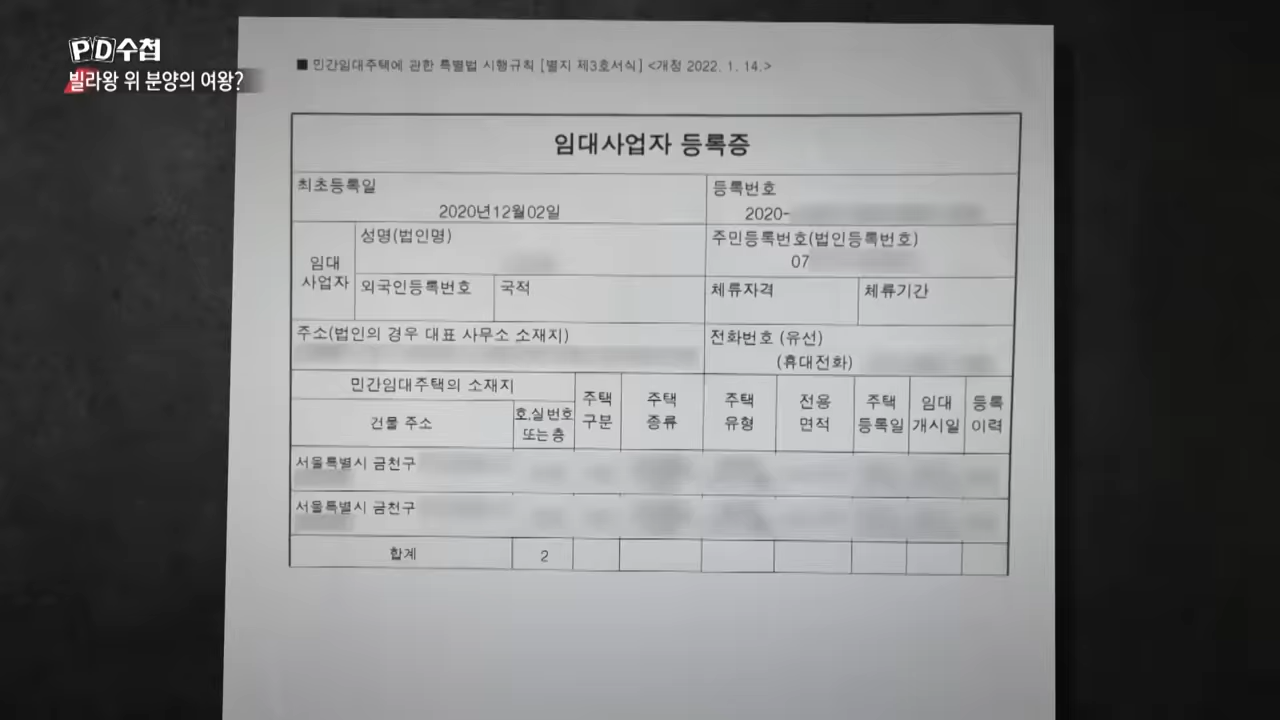 PD수첩
빌라왕 위 분양의 여왕?
■ 민간임대주택에 관한 특별법 시행규칙 [별지 제3호서식] <개정 2022. 1. 14.>
임대사업자 등록증
최초등록일
2020년12월02일
등록번호
2020-
임대
사업자
성명(법인명)
주민등록번호(법인등록번호)
07
외국인등록번호
국적
체류자격
체류기간
주소(법인의 경우 대표 사무소 소재지)
전화번호 (유선)
(휴대전화)
민간임대주택의 소재지
건물 주소
호,실번호
또는층
주택
구분
주택
종류
주택
유형
전용
면적
주택
등록일
임대
개시일
등록
이력
서울특별시 금천구
서울특별시 금천구
합계
2